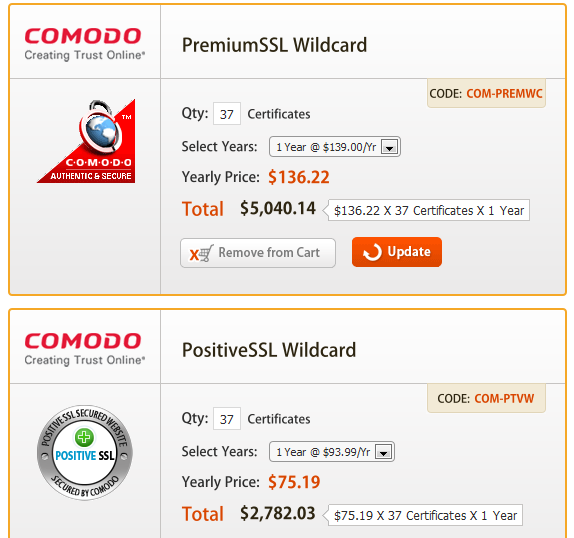 COMODO
Creating Trust Online®
PremiumSSL Wildcard
CODE: COM-PREMWC
TM
C·O·M·O·D·O
AUTHENTIC & SECURE
Qty: 37 Certificates
Select Years: 1 Year @ $139.00/Yr
Yearly Price: $136.22
Total $5,040.14 $136.22 X 37 Certificates X 1 Year
X Remove from Cart Update
COMODO
Creating Trust Online®
PositiveSSL Wildcard
CODE: COM-PTVW
POSITIVE SSL SECURED WEBSITE
POSITIVE SSL
SECURED BY COMODO
Qty: 37 Certificates
Select Years: 1 Year @ $93.99/Yr
Yearly Price: $75.19
Total $2,782.03 $75.19 X 37 Certificates X 1 Year